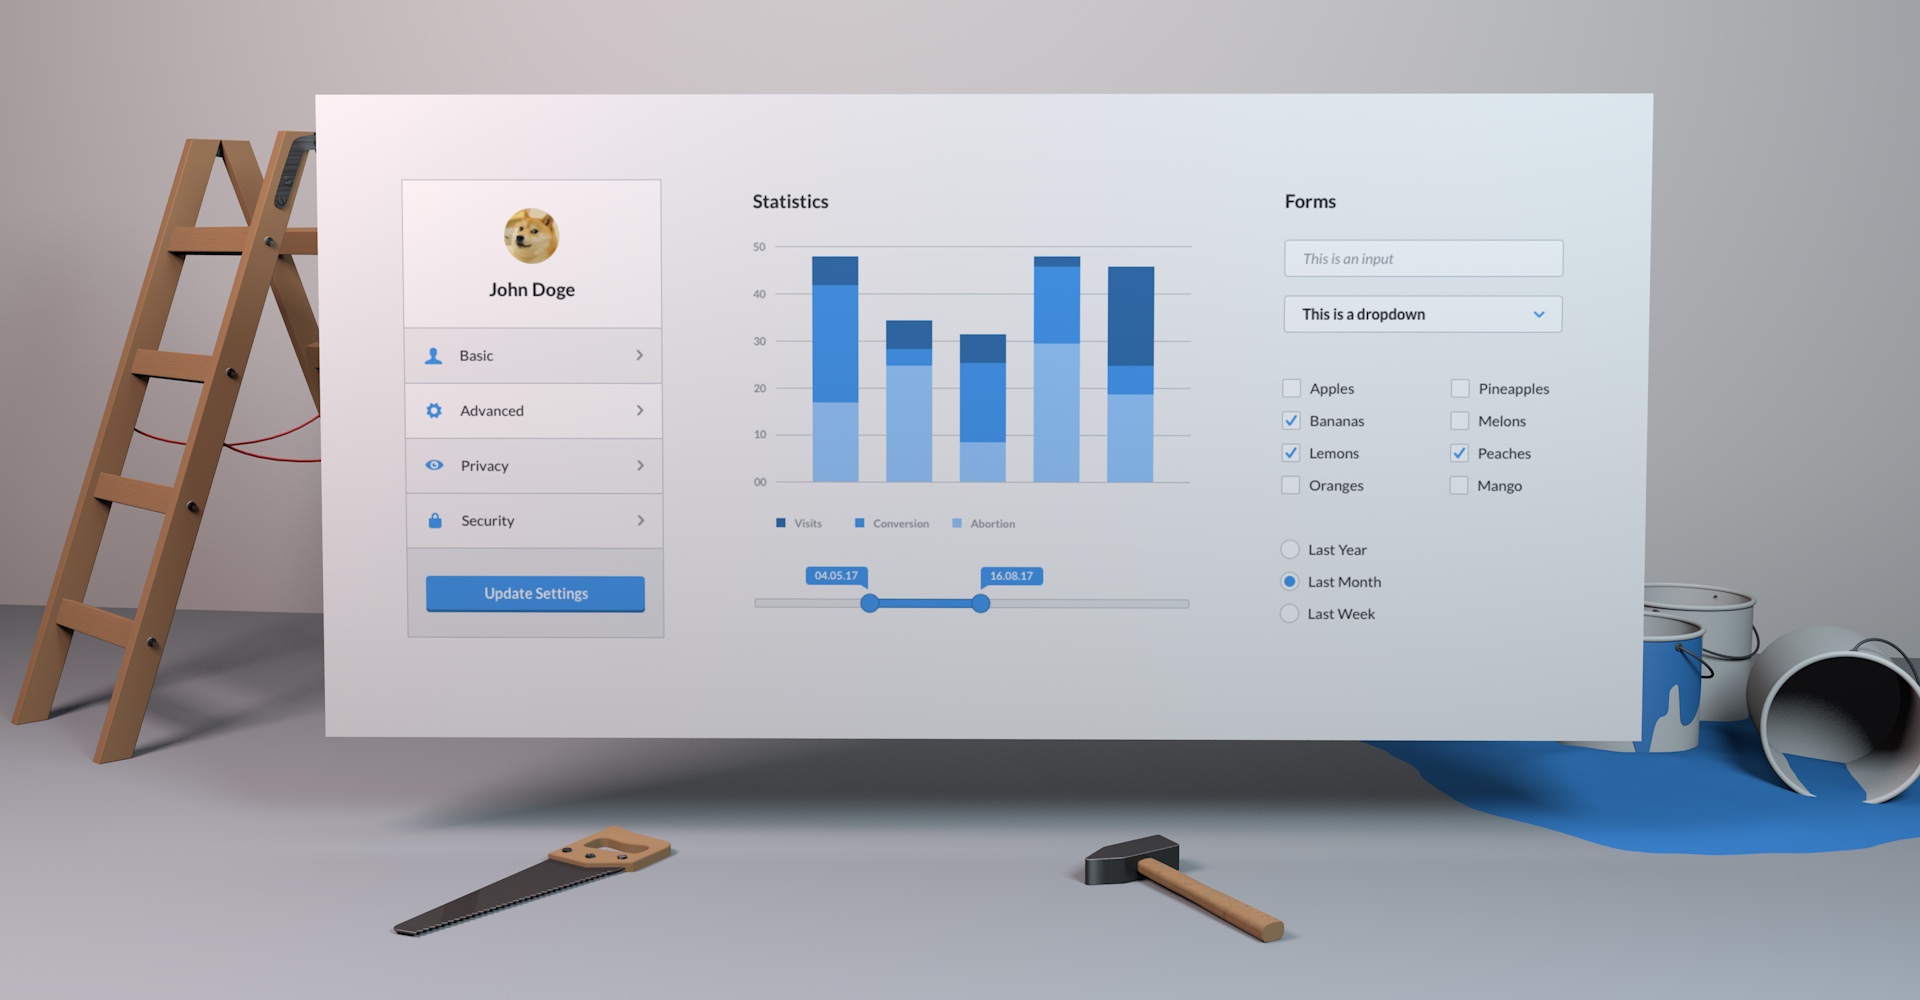 John Doge
Basic
Advanced
Privacy
Security
Update Settings
Statistics
50
40
30
20
10
00
Visits
Conversion
Abortion
04.05.17
16.08.17
Forms
This is an input
This is a dropdown
Apples
Pineapples
Bananas
Melons
Lemons
Peaches
Oranges
Mango
Last Year
Last Month
Last Week